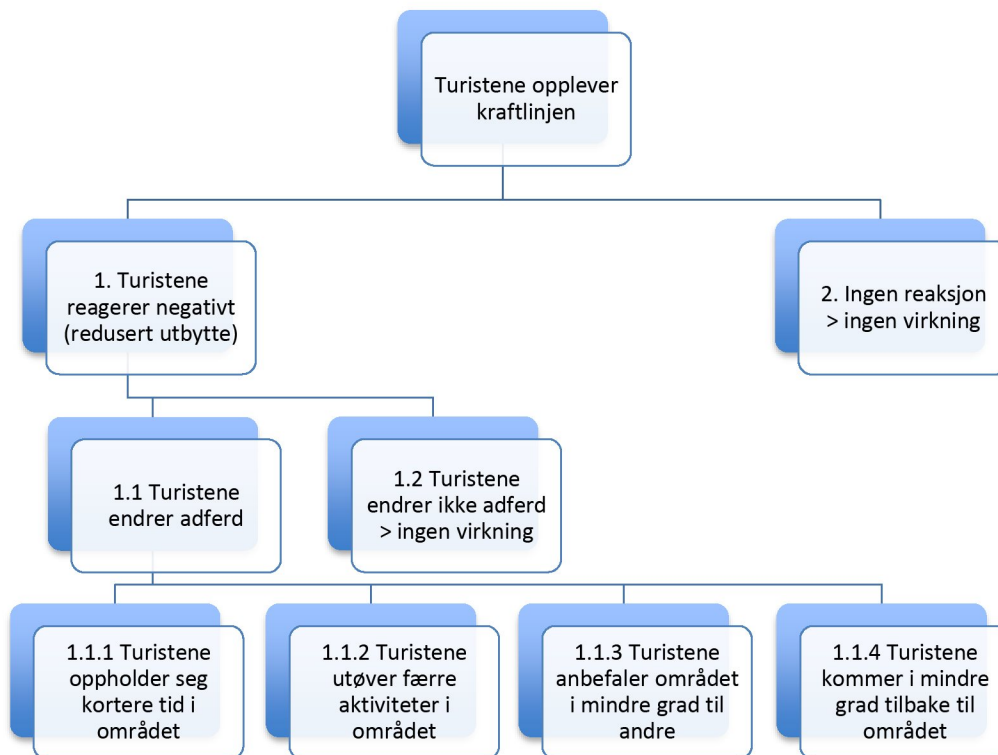 Turistene opplever
kraftlinjen
1. Turistene
reagerer negativt
(redusert utbytte)
2. Ingen reaksjon
> ingen virkning
1.1 Turistene
endrer adferd
1.2 Turistene
endrer ikke adferd
> ingen virkning
1.1.1 Turistene
oppholder seg
kortere tid i
området
1.1.2 Turistene
utøver færre
aktiviteter i
området
1.1.3 Turistene
anbefaler området
i mindre grad til
andre
1.1.4 Turistene
kommer i mindre
grad tilbake til
området